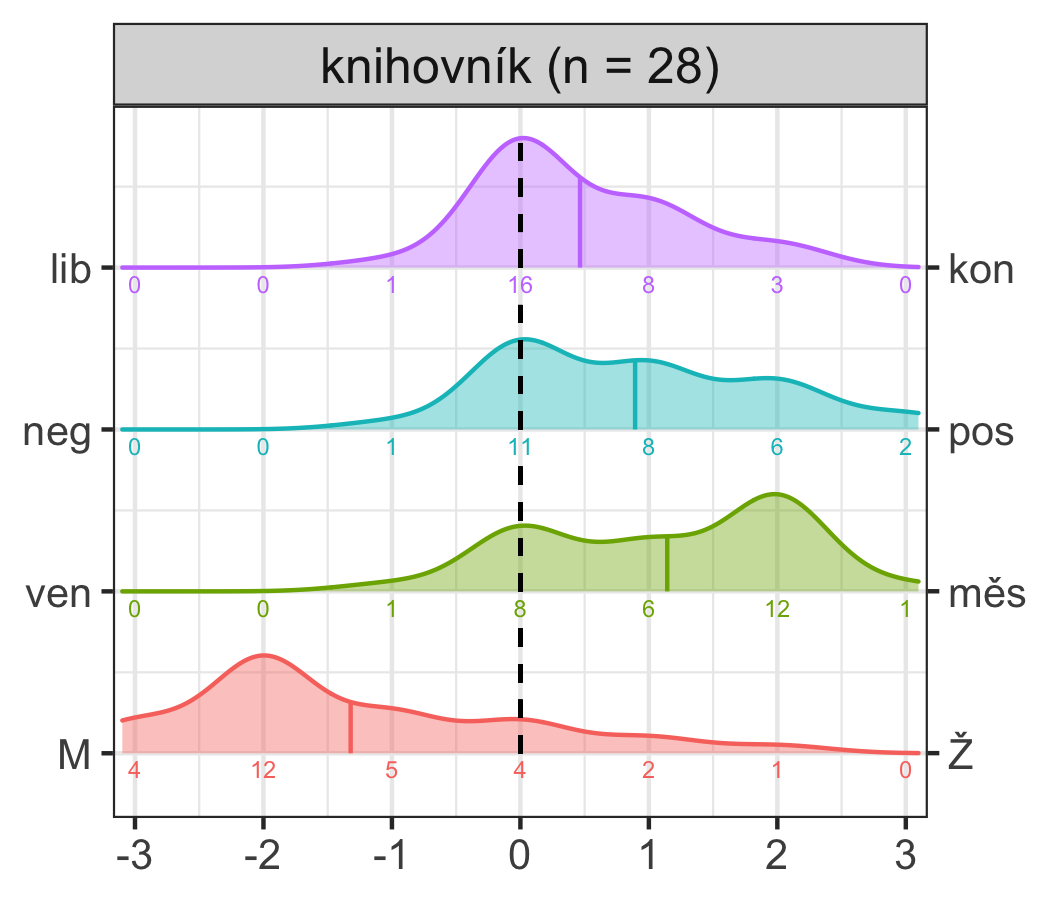 knihovník (n = 28)
lib kon
0 0 1 16 8 3 0
neg pos
0 0 1 11 8 6 2
ven měs
0 0 1 8 6 12 1
M Ž
4 12 5 4 2 1 0
-3 -2 -1 0 1 2 3